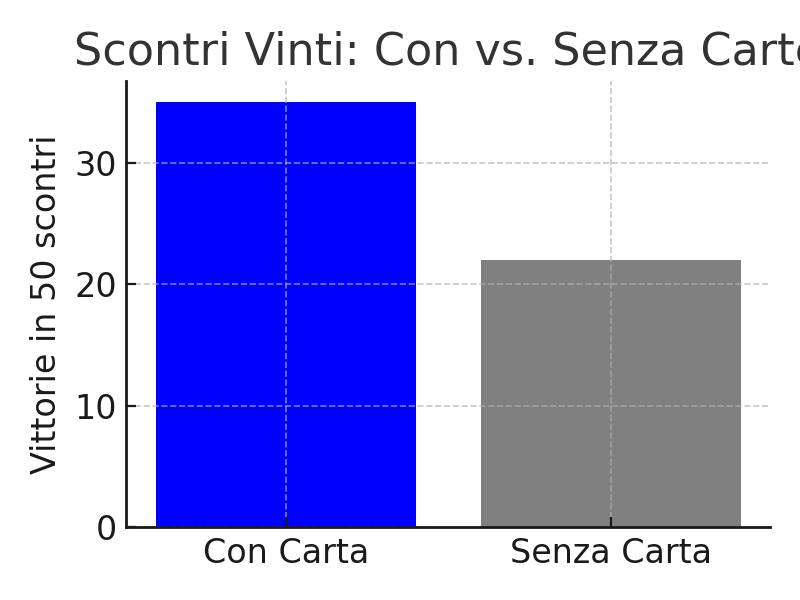 Scontri Vinti: Con vs. Senza
Vittorie in 50 scontri
30
20
10
0
Con Carta
Senza Carta